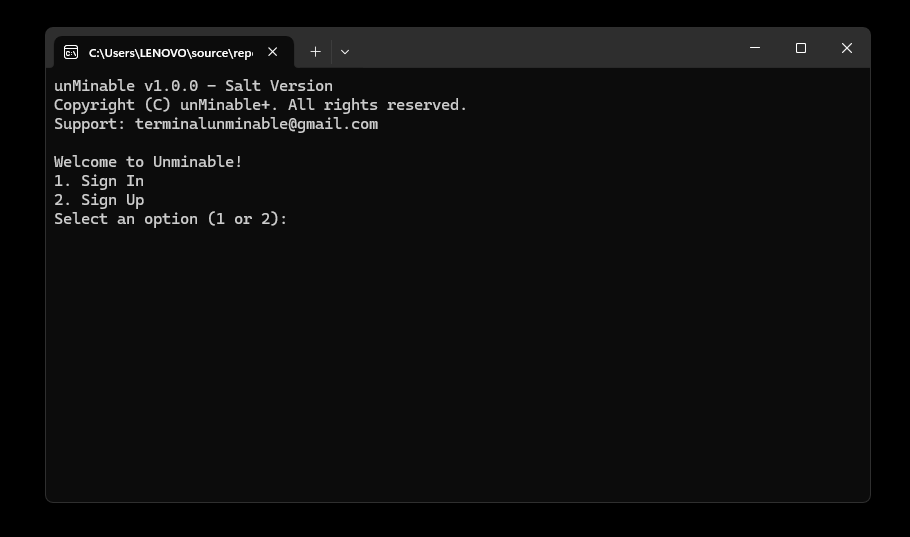 C:\Users\LENOVO\source\rep
unMinable v1.0.0 - Salt Version
Copyright (C) unMinable+. All rights reserved.
Support: terminalunminable@gmail.com
Welcome to Unminable!
1. Sign In
2. Sign Up
Select an option (1 or 2):